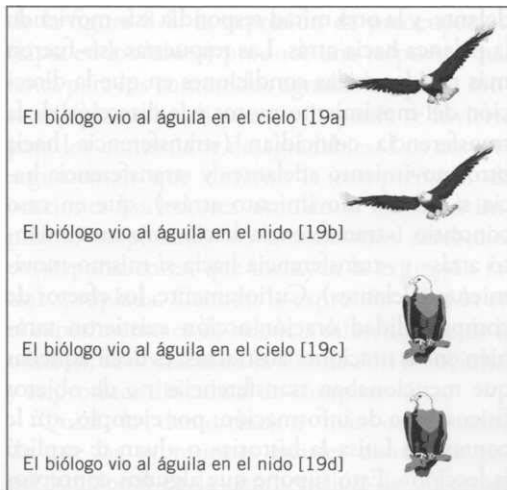 El biólogo vio al águila en el cielo [19a]
El biólogo vio al águila en el nido [19b]
El biólogo vio al águila en el cielo [19c]
El biólogo vio al águila en el nido [19d]